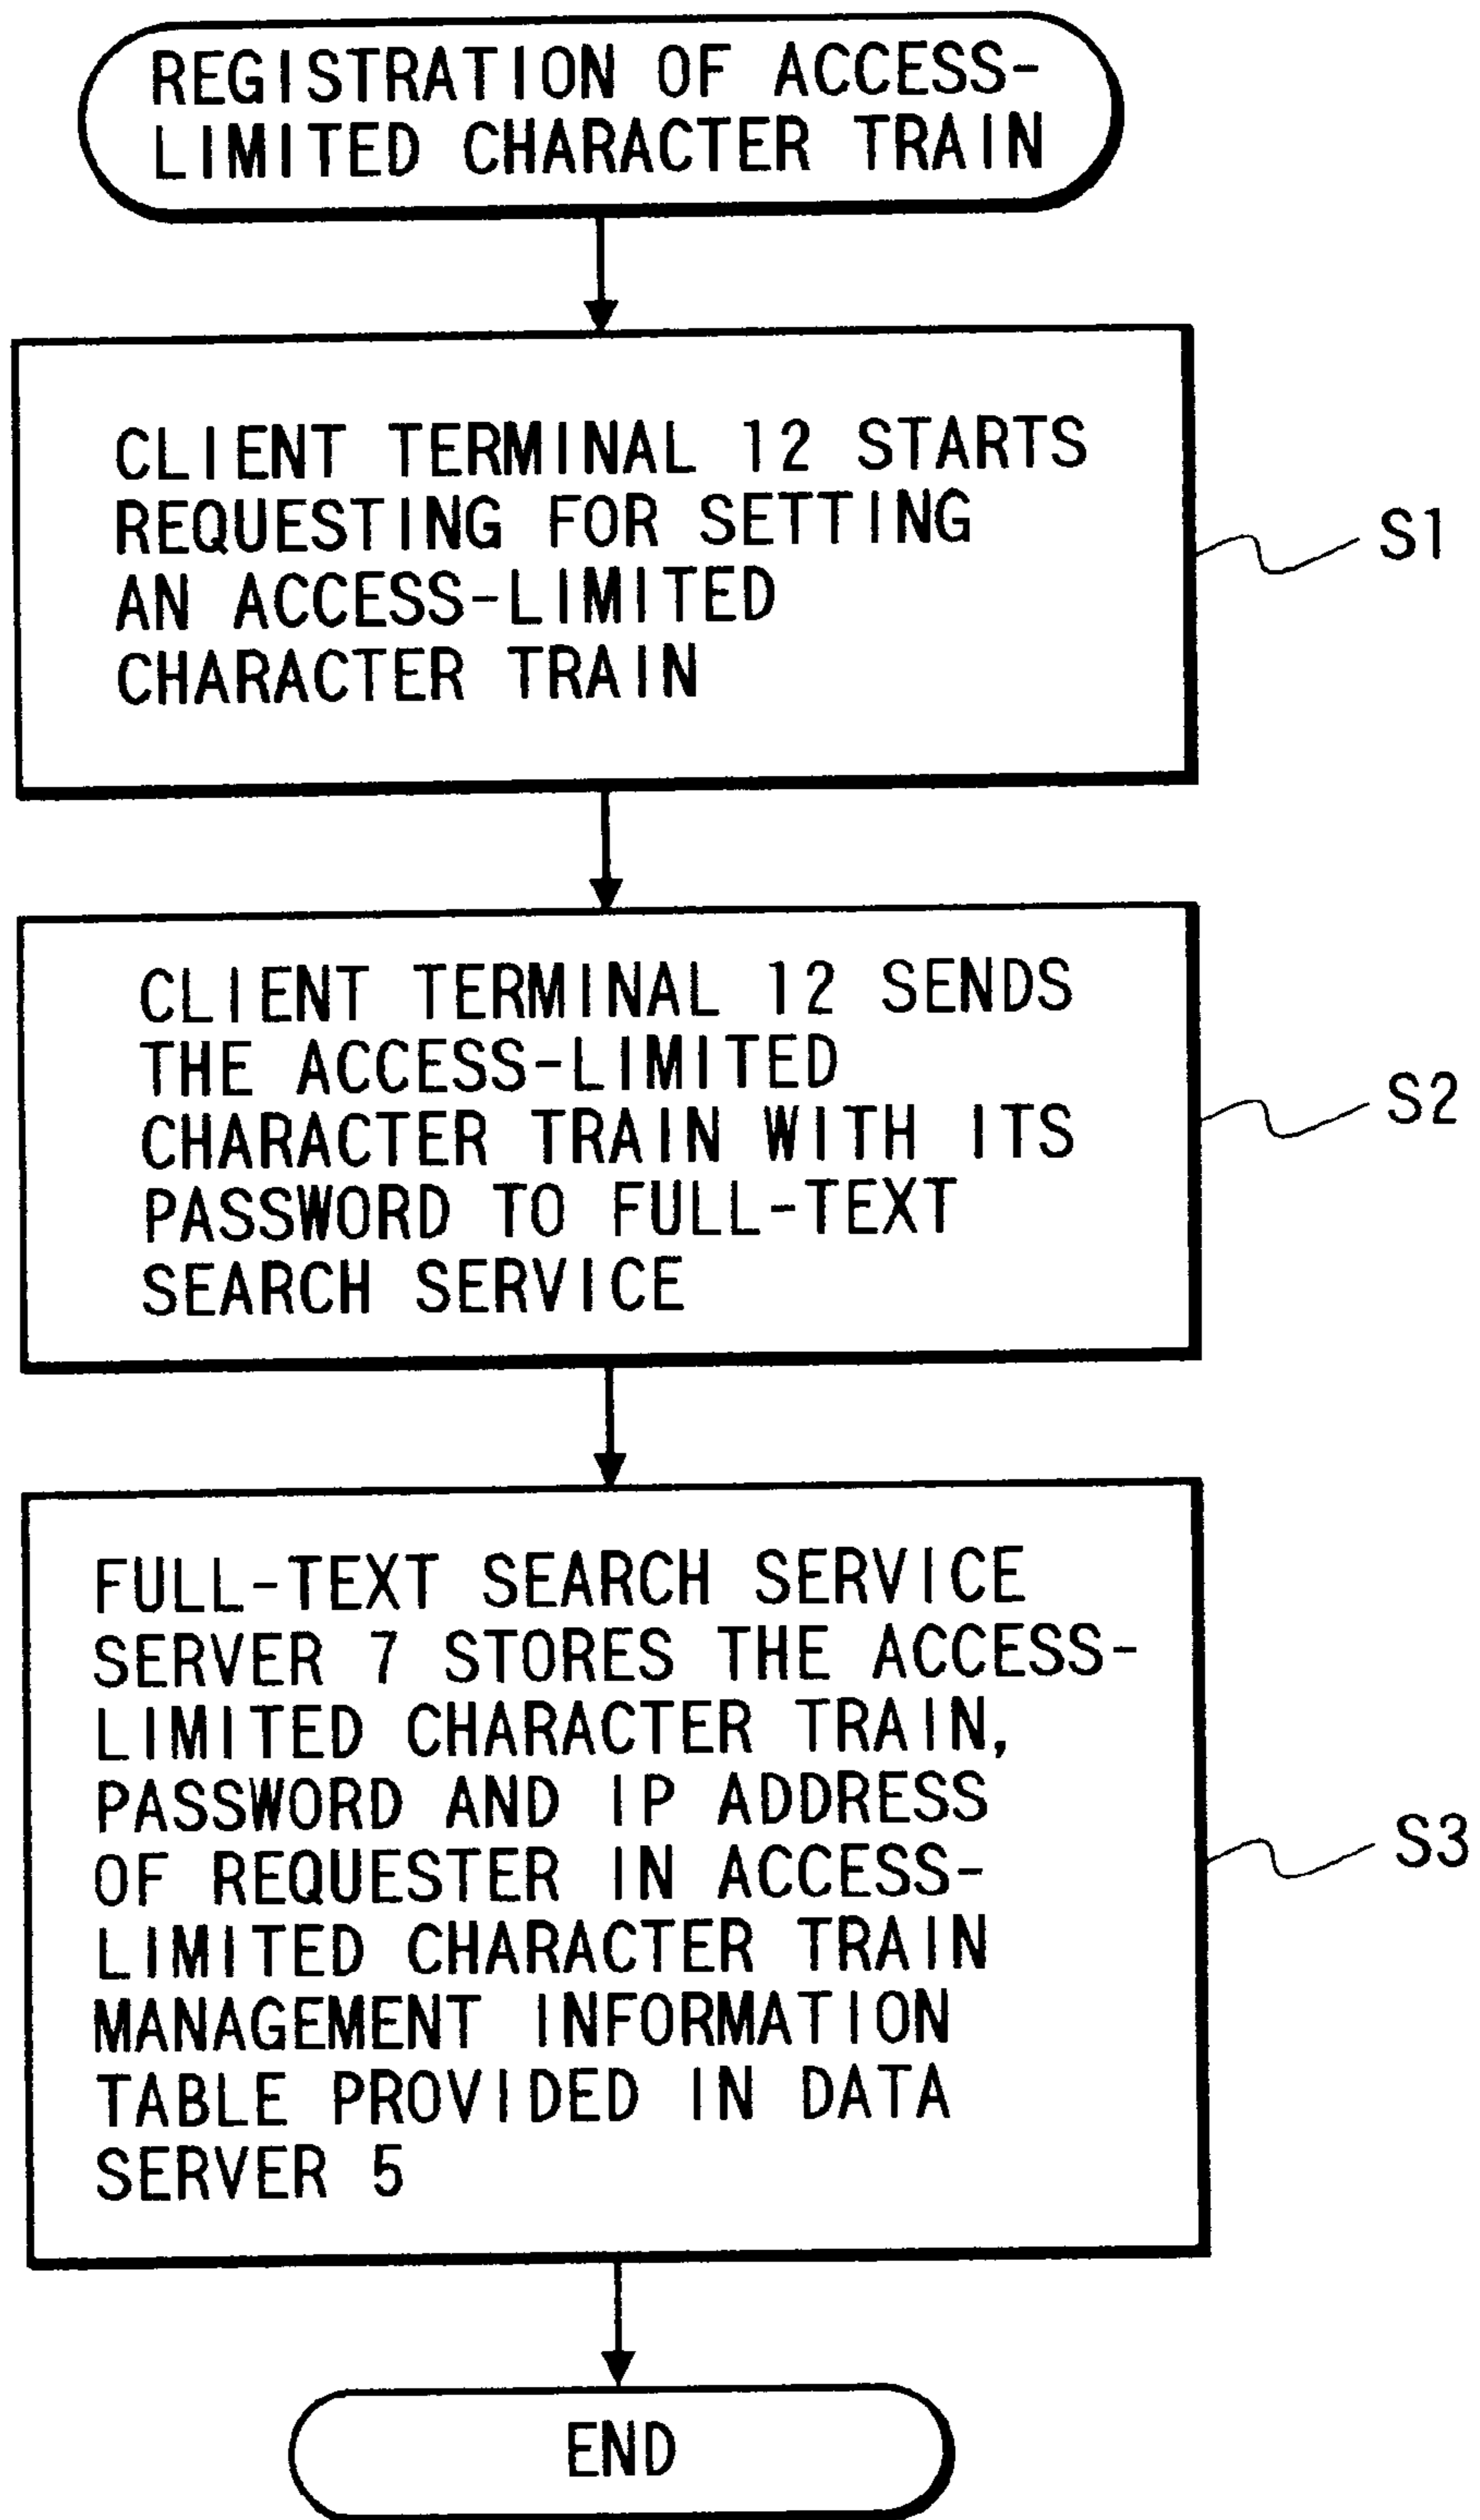 REGISTRATION OF ACCESS-
LIMITED CHARACTER TRAIN
CLIENT TERMINAL 12 STARTS
REQUESTING FOR SETTING
AN ACCESS-LIMITED
CHARACTER TRAIN
S1
CLIENT TERMINAL 12 SENDS
THE ACCESS-LIMITED
CHARACTER TRAIN WITH ITS
PASSWORD TO FULL-TEXT
SEARCH SERVICE
S2
FULL-TEXT SEARCH SERVICE
SERVER 7 STORES THE ACCESS-
LIMITED CHARACTER TRAIN,
PASSWORD AND IP ADDRESS
OF REQUESTER IN ACCESS-
LIMITED CHARACTER TRAIN
MANAGEMENT INFORMATION
TABLE PROVIDED IN DATA
SERVER 5
S3
END